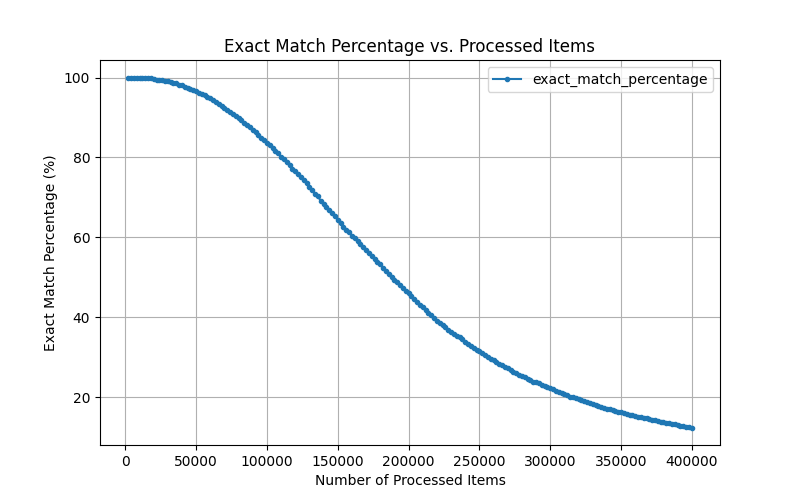 Exact Match Percentage vs. Processed Items
exact_match_percentage
Exact Match Percentage (%)
100
80
60
40
20
0 50000 100000 150000 200000 250000 300000 350000 400000
Number of Processed Items